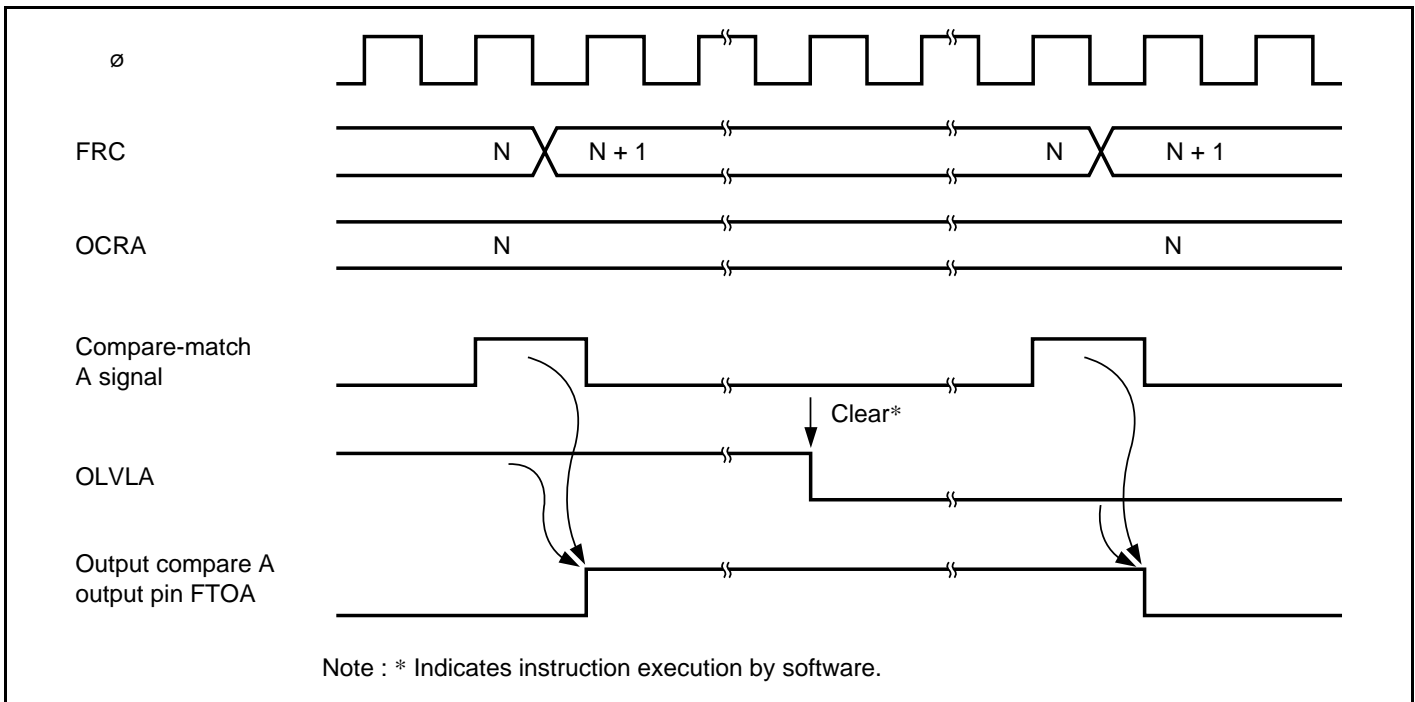 ø
FRC
N
N + 1
N
N + 1
OCRA
N
N
Compare-match
A signal
Clear*
OLVLA
Output compare A
output pin FTOA
Note : * Indicates instruction execution by software.